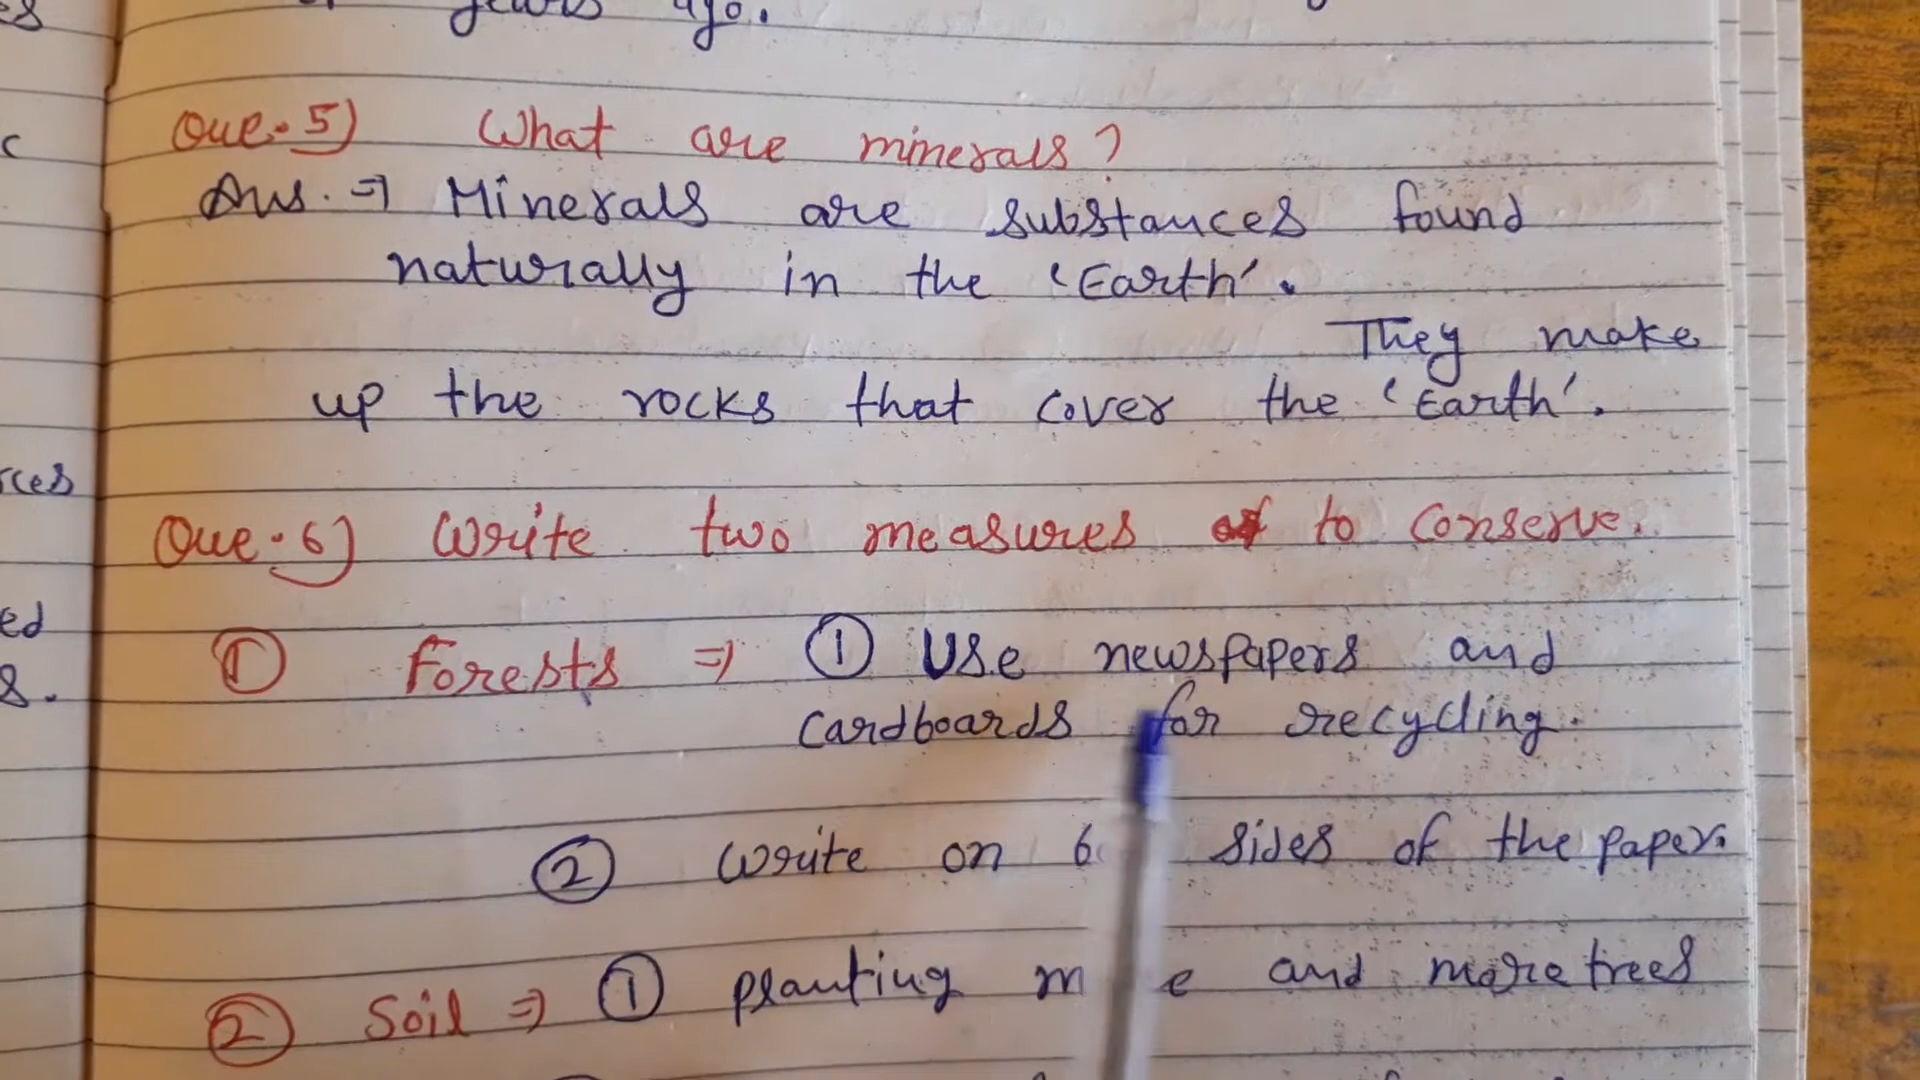 years ago.
Que. 5) What are minerals?
Ans. ⇒ Minerals are substances found
naturally in the 'Earth'.
They make
up the rocks that cover the 'Earth'.
Que. 6) Write two measures to conserve.
① Forests ⇒ ① Use newspapers and
cardboards for recycling.
② Write on sides of the paper.
② Soil ⇒ ① planting and more trees